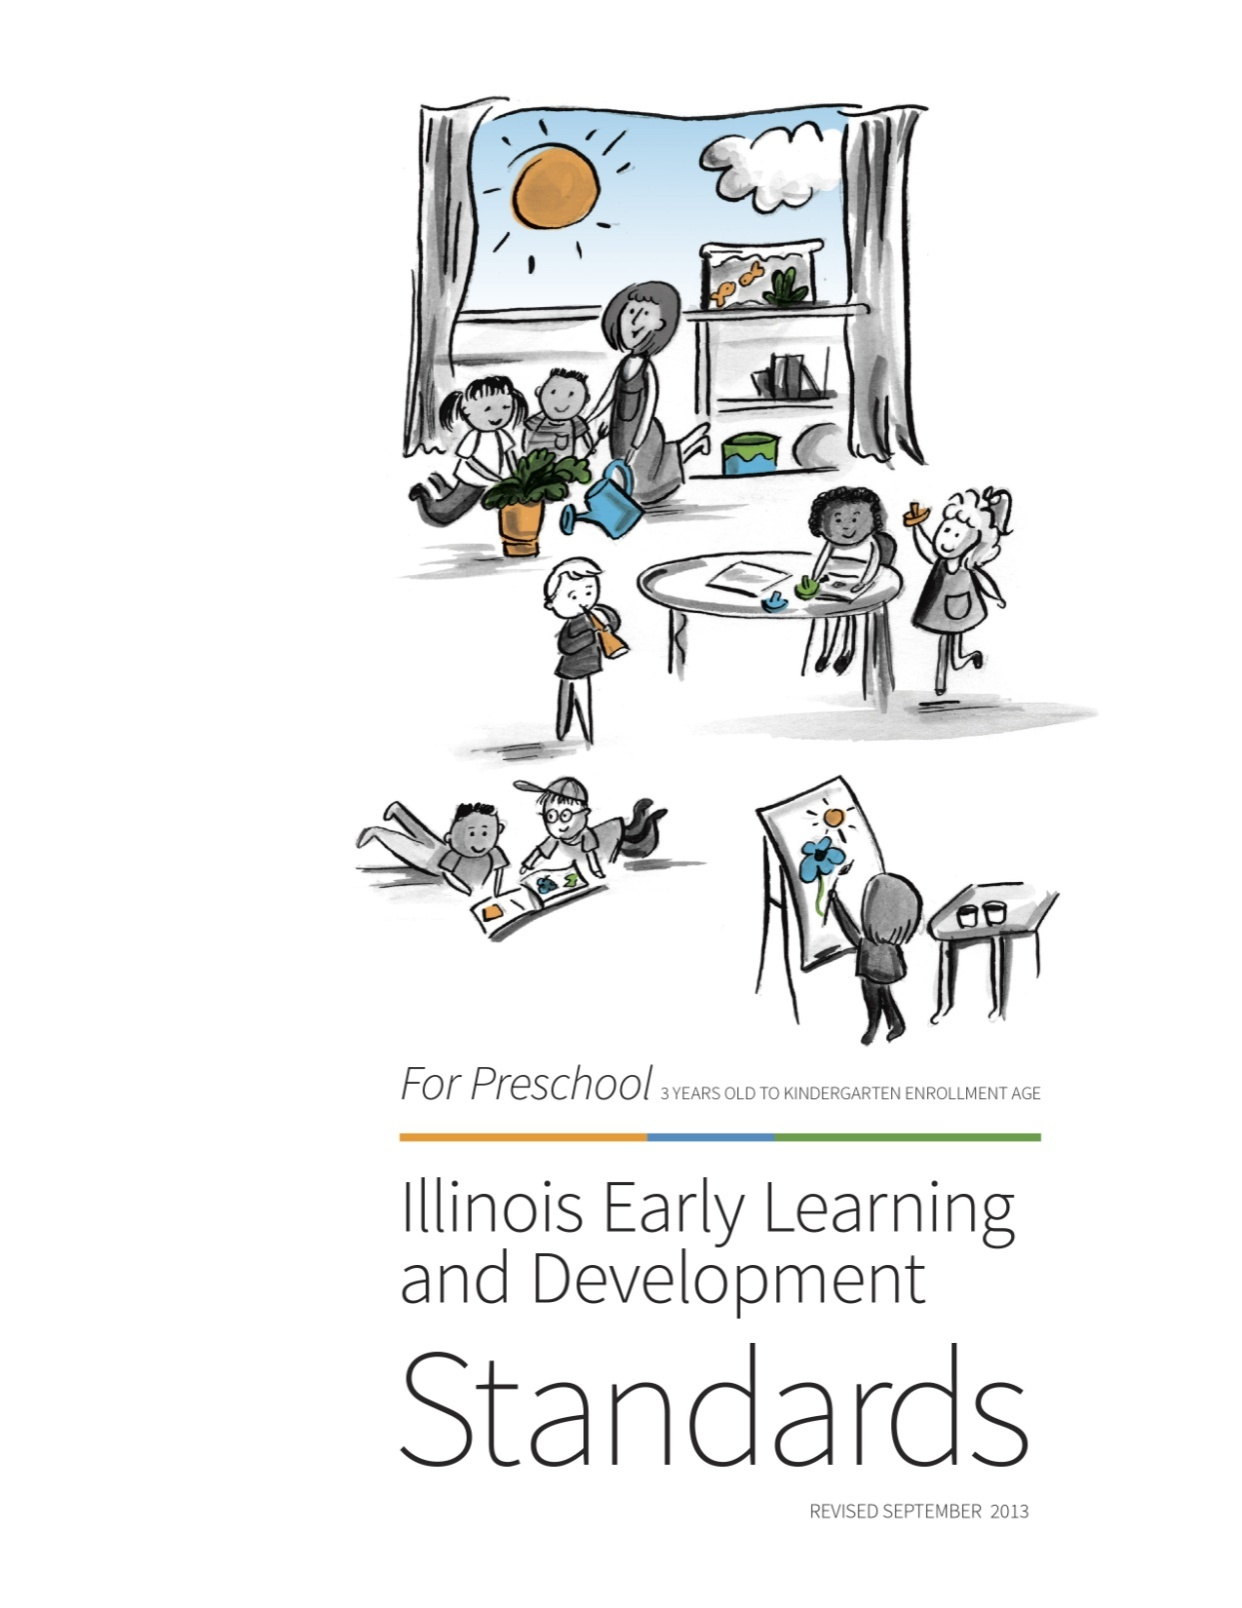 For Preschool 3 YEARS OLD TO KINDERGARTEN ENROLLMENT AGE
Illinois Early Learning
and Development
Standards
REVISED SEPTEMBER 2013